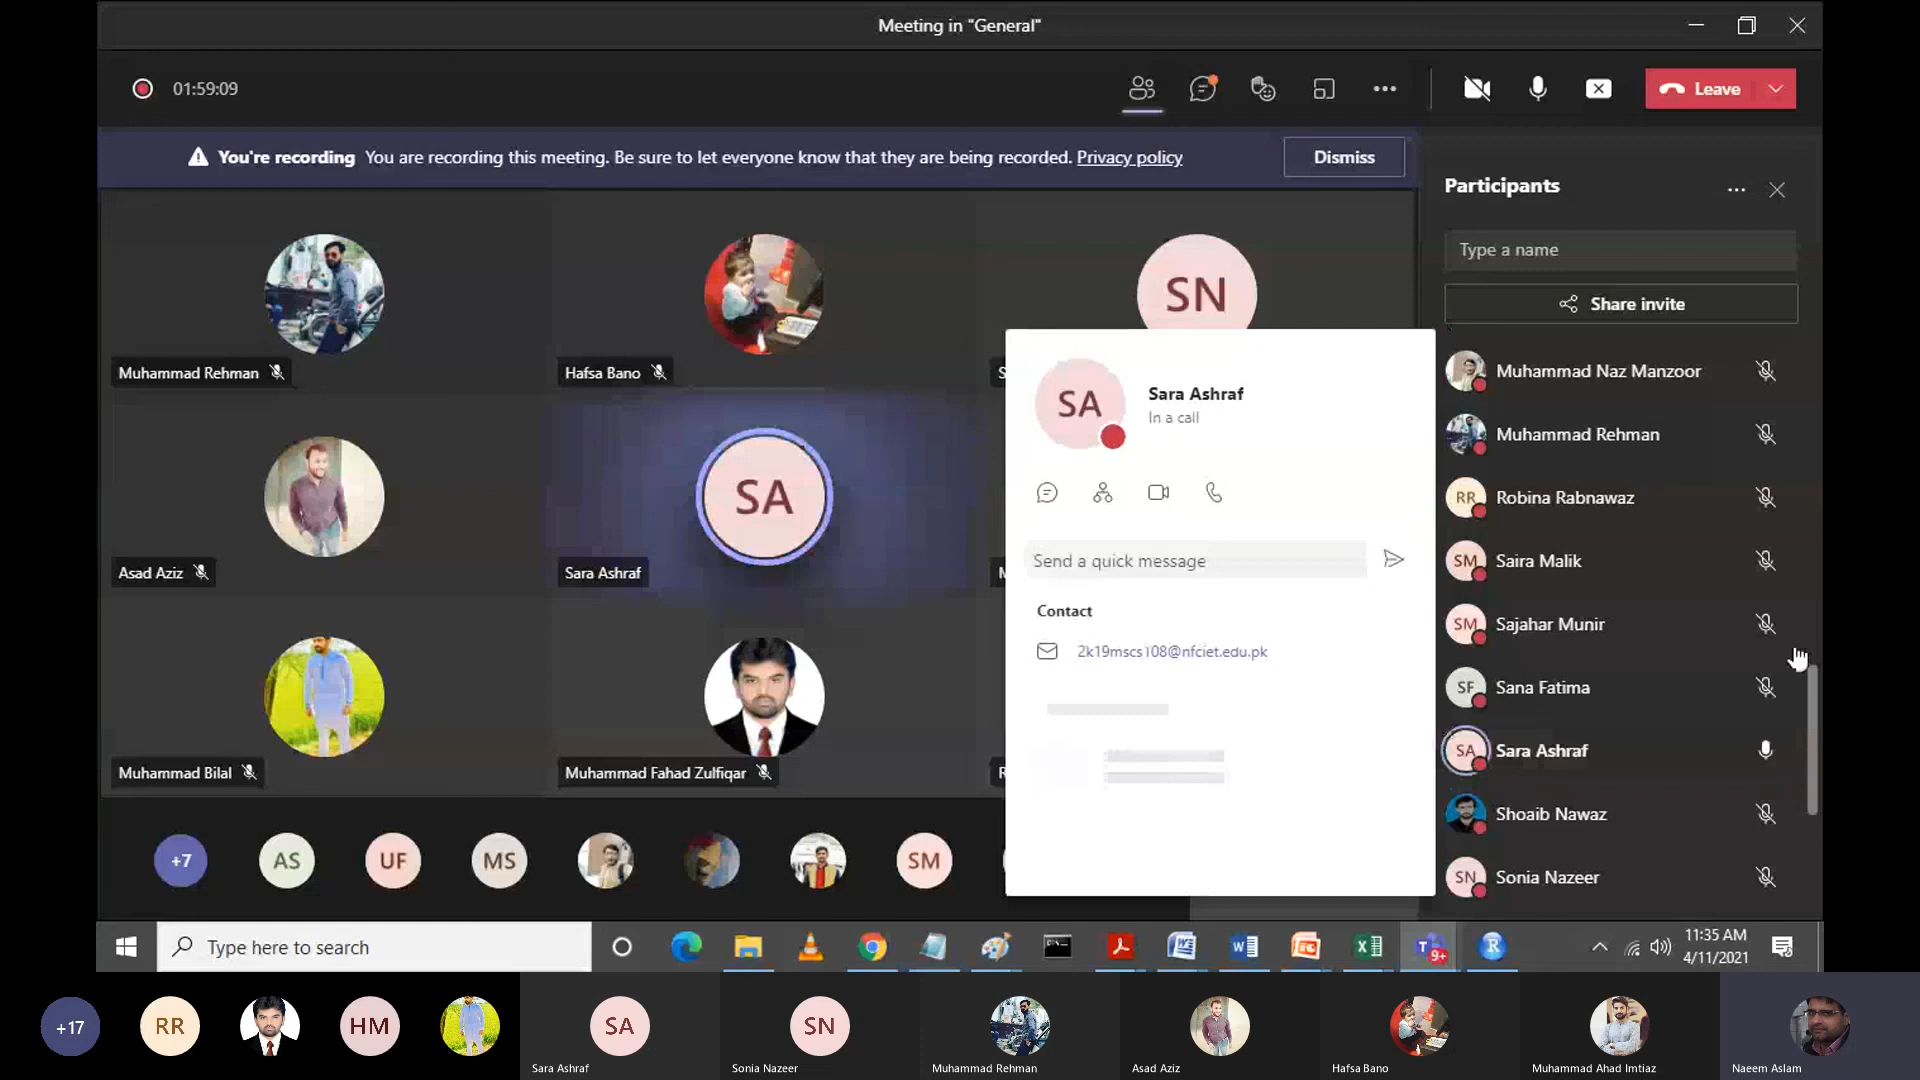 Meeting in "General"
01:59:09
Leave
You're recording You are recording this meeting. Be sure to let everyone know that they are being recorded. Privacy policy
Dismiss
Participants
Type a name
Share invite
SN
Muhammad Rehman
Hafsa Bano
S
SA
Asad Aziz
Sara Ashraf
M
Muhammad Bilal
Muhammad Fahad Zulfiqar
R
SA
Sara Ashraf
In a call
Send a quick message
Contact
2k19mscs108@nfciet.edu.pk
Muhammad Naz Manzoor
Muhammad Rehman
RR Robina Rabnawaz
SM Saira Malik
SM Sajahar Munir
SF Sana Fatima
SA Sara Ashraf
Shoaib Nawaz
SN Sonia Nazeer
+7 AS UF MS SM
Type here to search
9+
11:35 AM
4/11/2021
+17 RR HM SA SN
Sara Ashraf Sonia Nazeer Muhammad Rehman Asad Aziz Hafsa Bano Muhammad Ahad Imtiaz Naeem Aslam